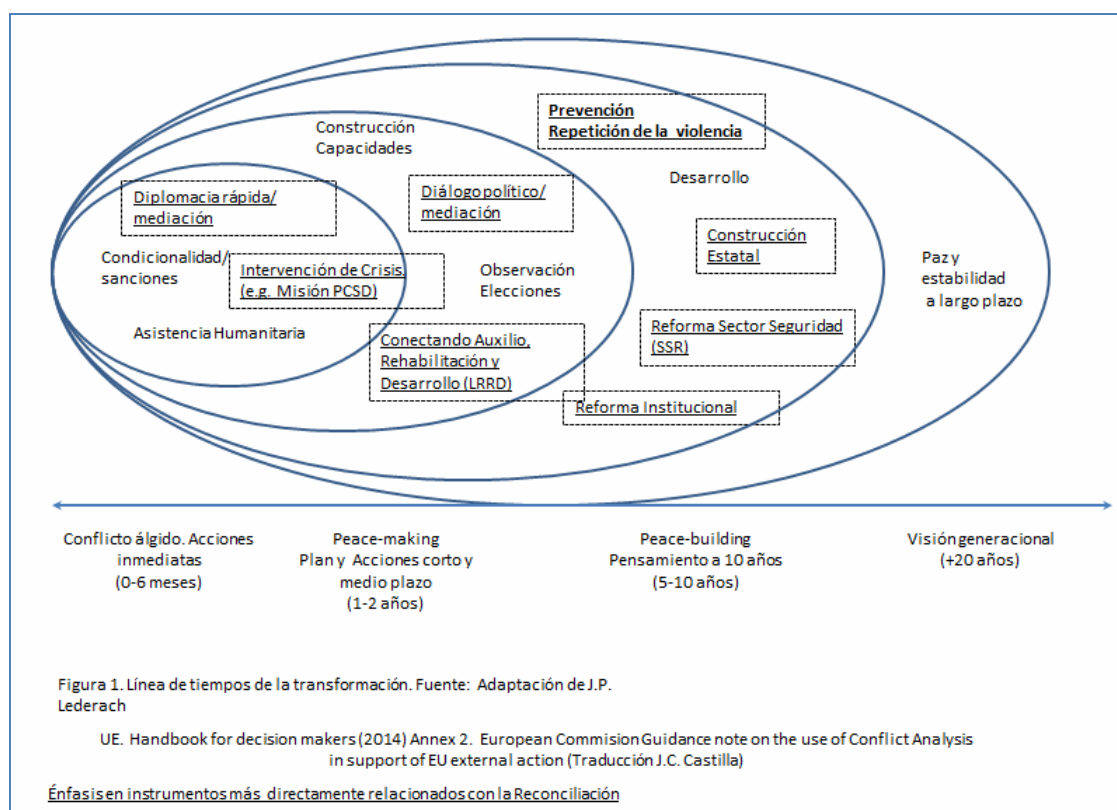 Prevención
Repetición de la violencia
Construcción
Capacidades
Desarrollo
Diplomacia rápida/
mediación
Diálogo político/
mediación
Construcción
Estatal
Condicionalidad/
sanciones
Intervención de Crisis.
(e.g. Misión PCSD)
Observación
Elecciones
Paz y
estabilidad
a largo plazo
Asistencia Humanitaria
Conectando Auxilio,
Rehabilitación y
Desarrollo (LRRD)
Reforma Sector Seguridad
(SSR)
Reforma Institucional
Conflicto álgido. Acciones
inmediatas
(0-6 meses)
Peace-making
Plan y Acciones corto y
medio plazo
(1-2 años)
Peace-building
Pensamiento a 10 años
(5-10 años)
Visión generacional
(+20 años)
Figura 1. Línea de tiempos de la transformación. Fuente: Adaptación de J.P.
Lederach
UE. Handbook for decision makers (2014) Annex 2. European Commision Guidance note on the use of Conflict Analysis
in support of EU external action (Traducción J.C. Castilla)
Énfasis en instrumentos más directamente relacionados con la Reconciliación